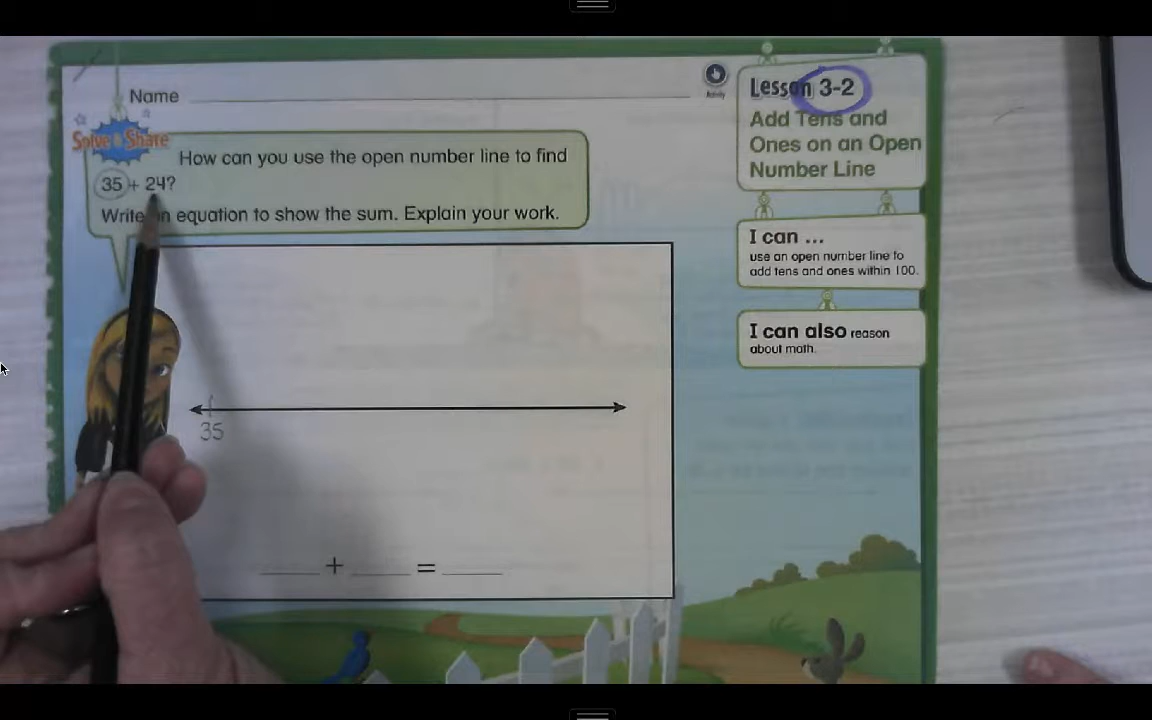 Name
Solve & Share
How can you use the open number line to find
35 + 24?
Write an equation to show the sum. Explain your work.
35
+ =
Activity
Lesson 3-2
Add Tens and
Ones on an Open
Number Line
I can ...
use an open number line to
add tens and ones within 100.
I can also reason
about math.